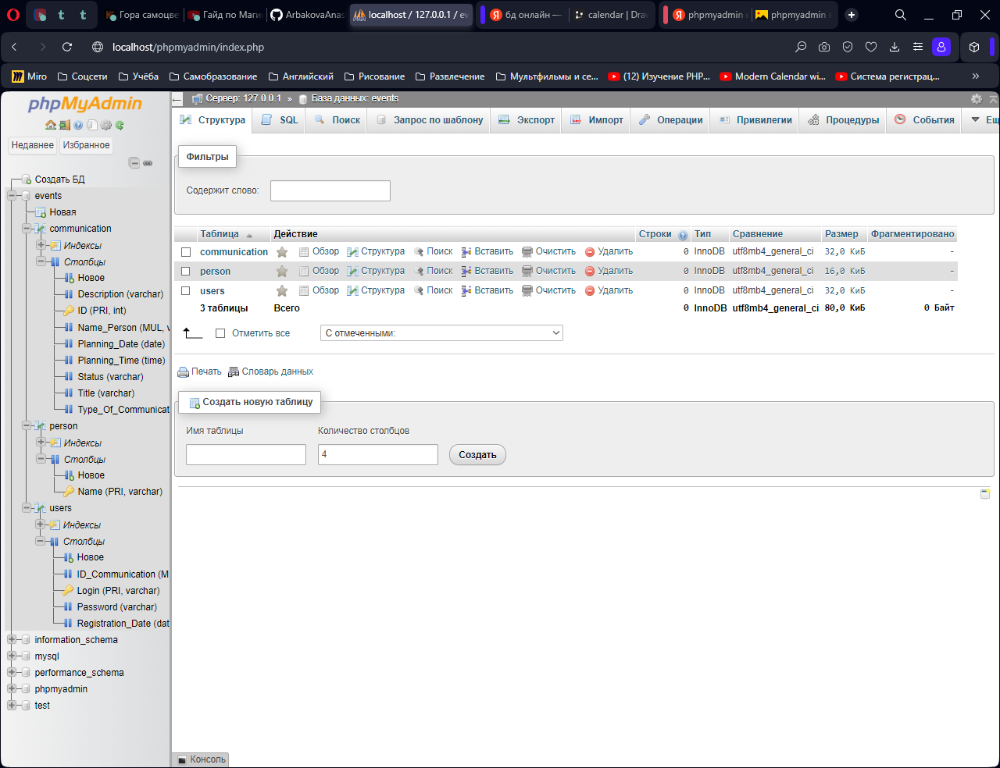 Гора самоцве
Гайд по Маги
ArbakovaAnas
localhost / 127.0.0.1 / ev
бд онлайн —
calendar | Dra
phpmyadmin
phpmyadmin
localhost/phpmyadmin/index.php
Miro
Соцсети
Учёба
Самобразование
Английский
Рисование
Развлечение
Мультфильмы и се...
(12) Изучение PHP...
Modern Calendar wi...
Система регистрац...
»
phpMyAdmin
Сервер: 127.0.0.1 » База данных: events
Структура
SQL
Поиск
Запрос по шаблону
Экспорт
Импорт
Операции
Привилегии
Процедуры
События
Ещ
Недавнее
Избранное
Создать БД
events
Новая
communication
Индексы
Столбцы
Новое
Description (varchar)
ID (PRI, int)
Name_Person (MUL, v
Planning_Date (date)
Planning_Time (time)
Status (varchar)
Title (varchar)
Type_Of_Communicat
person
Индексы
Столбцы
Новое
Name (PRI, varchar)
users
Индексы
Столбцы
Новое
ID_Communication (M
Login (PRI, varchar)
Password (varchar)
Registration_Date (dat
information_schema
mysql
performance_schema
phpmyadmin
test
Фильтры
Содержит слово:
Таблица Действие Строки Тип Сравнение Размер Фрагментировано
communication Обзор Структура Поиск Вставить Очистить Удалить 0 InnoDB utf8mb4_general_ci 32,0 КиБ -
person Обзор Структура Поиск Вставить Очистить Удалить 0 InnoDB utf8mb4_general_ci 16,0 КиБ -
users Обзор Структура Поиск Вставить Очистить Удалить 0 InnoDB utf8mb4_general_ci 32,0 КиБ -
3 таблицы Всего 0 InnoDB utf8mb4_general_ci 80,0 КиБ 0 Байт
Отметить все
С отмеченными:
Печать
Словарь данных
Создать новую таблицу
Имя таблицы
Количество столбцов
4
Создать
Консоль